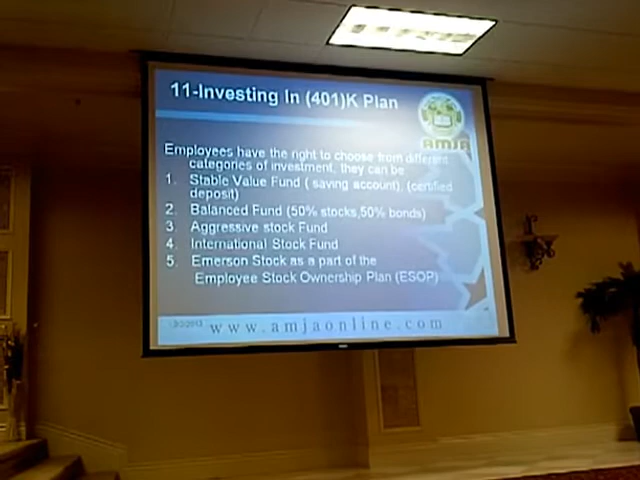 11-Investing In (401)K Plan
AMJA
Employees have the right to choose from different
categories of investment, they can be
1. Stable Value Fund ( saving account), (certified
deposit)
2. Balanced Fund (50% stocks,50% bonds)
3. Aggressive stock Fund
4. International Stock Fund
5. Emerson Stock as a part of the
Employee Stock Ownership Plan (ESOP)
www.amjaonline.com